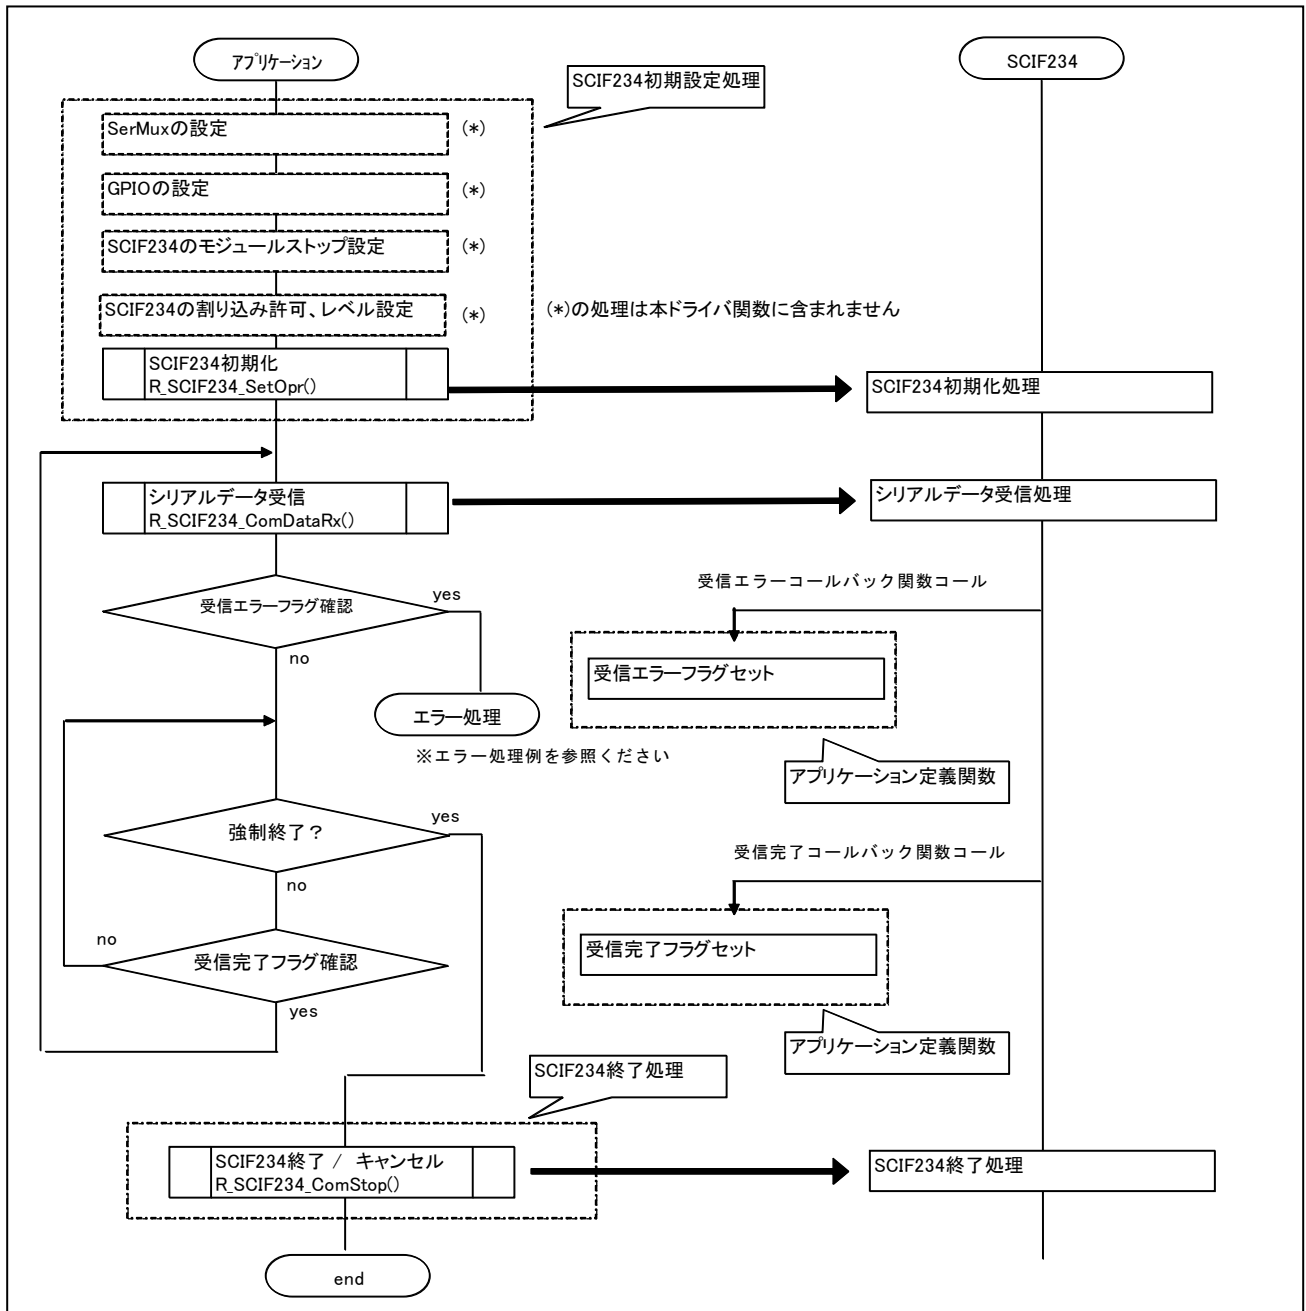 アプリケーション
SCIF234
SCIF234初期設定処理
SerMuxの設定
(*)
GPIOの設定
(*)
SCIF234のモジュールストップ設定
(*)
SCIF234の割り込み許可、レベル設定
(*)
(*)の処理は本ドライバ関数に含まれません
SCIF234初期化
R_SCIF234_SetOpr()
SCIF234初期化処理
シリアルデータ受信
R_SCIF234_ComDataRx()
シリアルデータ受信処理
受信エラーコールバック関数コール
受信エラーフラグ確認
yes
no
受信エラーフラグセット
エラー処理
※エラー処理例を参照ください
アプリケーション定義関数
強制終了？
yes
no
受信完了コールバック関数コール
受信完了フラグ確認
no
yes
受信完了フラグセット
アプリケーション定義関数
SCIF234終了処理
SCIF234終了 / キャンセル
R_SCIF234_ComStop()
SCIF234終了処理
end